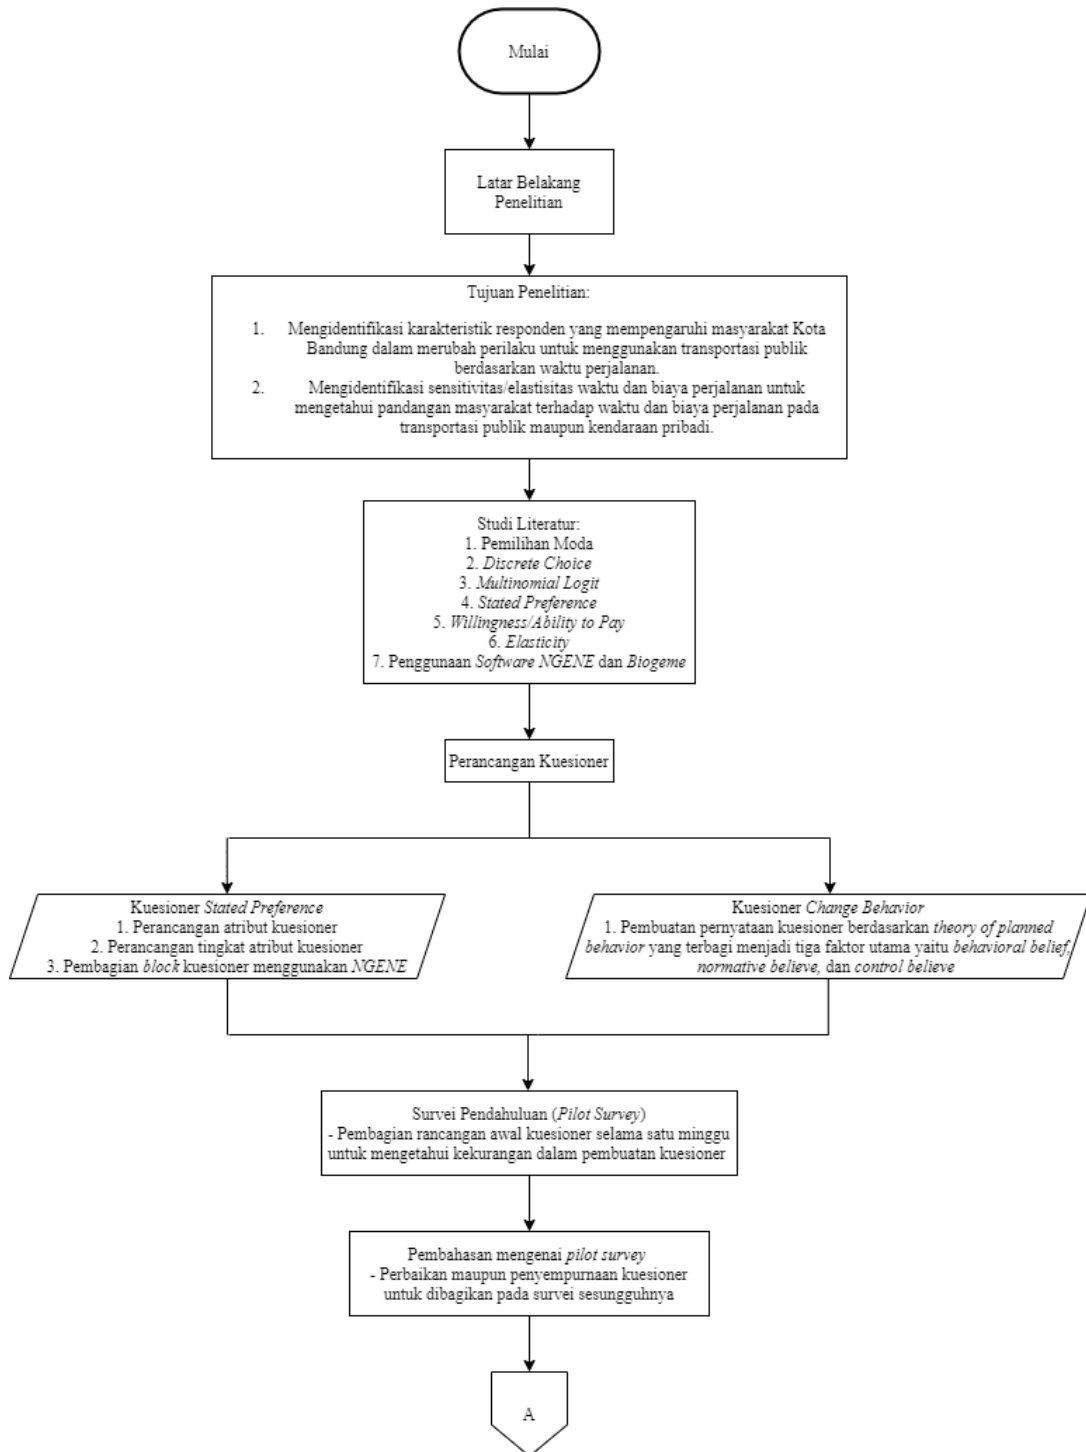 Mulai
Latar Belakang
Penelitian
Tujuan Penelitian:
1. Mengidentifikasi karakteristik responden yang mempengaruhi masyarakat Kota
Bandung dalam merubah perilaku untuk menggunakan transportasi publik
berdasarkan waktu perjalanan.
2. Mengidentifikasi sensitivitas/elastisitas waktu dan biaya perjalanan untuk
mengetahui pandangan masyarakat terhadap waktu dan biaya perjalanan pada
transportasi publik maupun kendaraan pribadi.
Studi Literatur:
1. Pemilihan Moda
2. Discrete Choice
3. Multinomial Logit
4. Stated Preference
5. Willingness/Ability to Pay
6. Elasticity
7. Penggunaan Software NGENE dan Biogeme
Perancangan Kuesioner
Kuesioner Stated Preference
1. Perancangan atribut kuesioner
2. Perancangan tingkat atribut kuesioner
3. Pembagian block kuesioner menggunakan NGENE
Kuesioner Change Behavior
1. Pembuatan pernyataan kuesioner berdasarkan theory of planned
behavior yang terbagi menjadi tiga faktor utama yaitu behavioral belief,
normative believe, dan control believe
Survei Pendahuluan (Pilot Survey)
- Pembagian rancangan awal kuesioner selama satu minggu
untuk mengetahui kekurangan dalam pembuatan kuesioner
Pembahasan mengenai pilot survey
- Perbaikan maupun penyempurnaan kuesioner
untuk dibagikan pada survei sesungguhnya
A